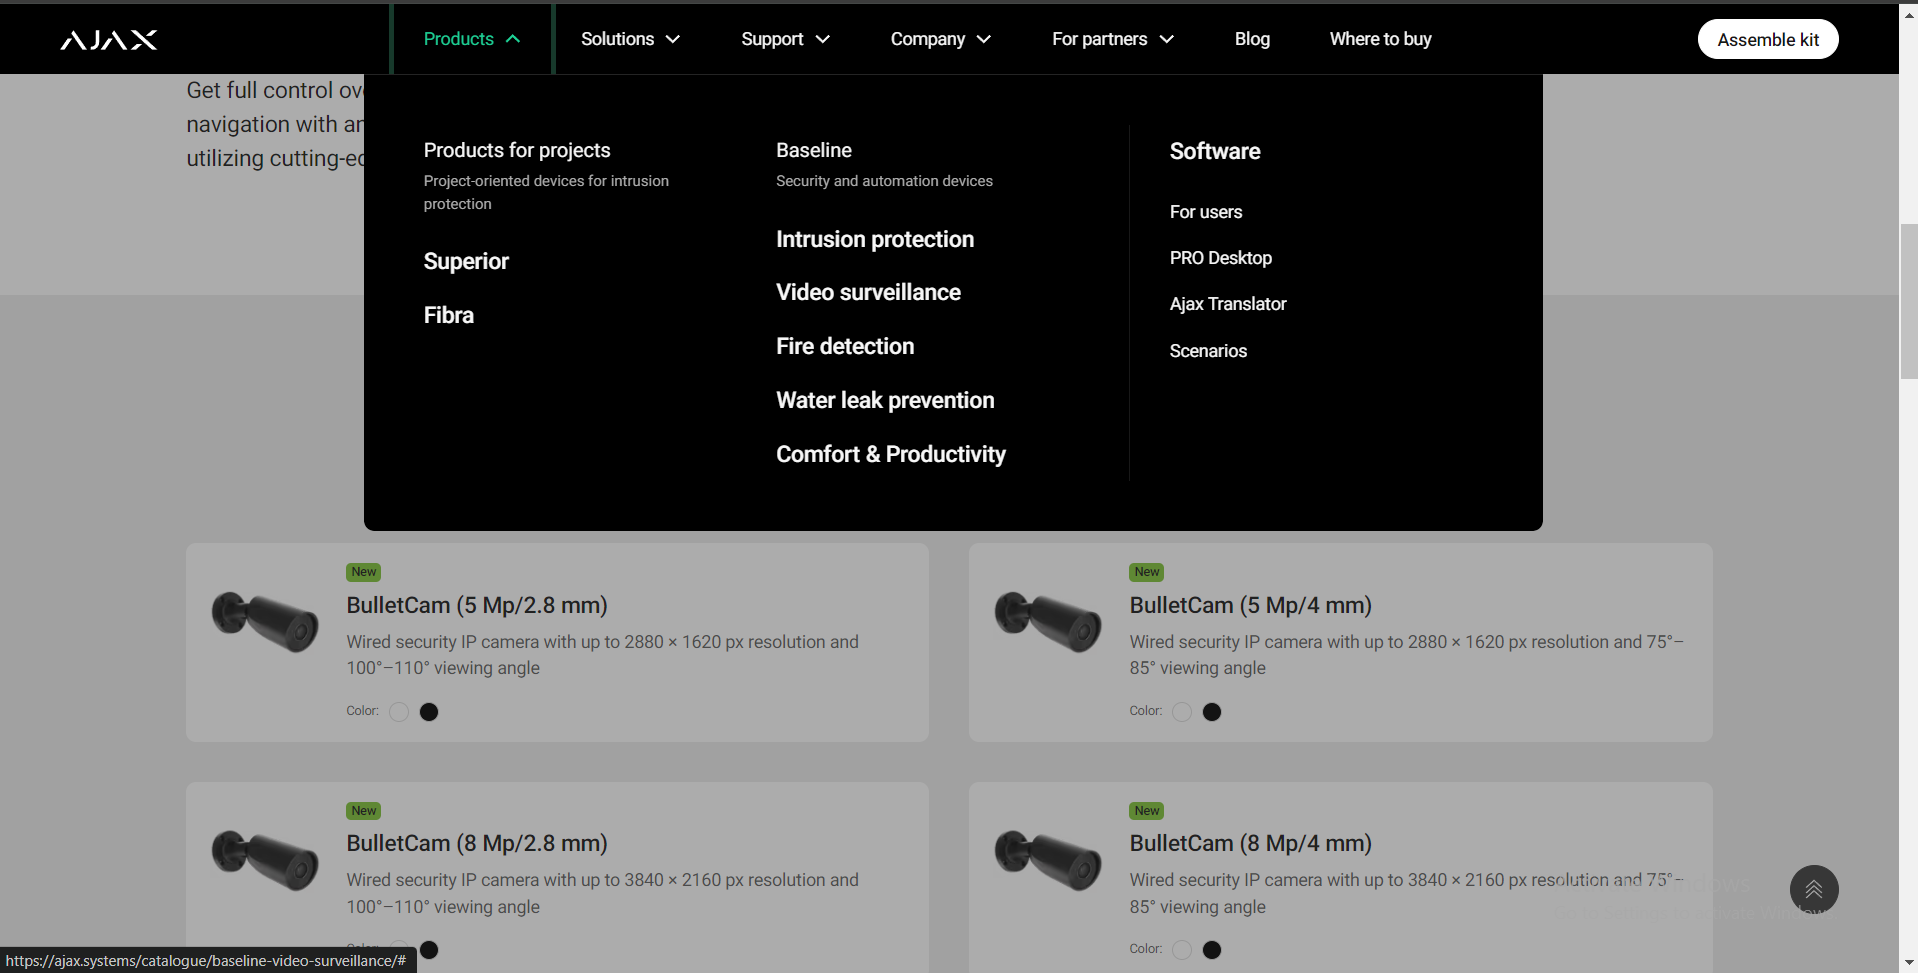 AJAX
Products
Solutions
Support
Company
For partners
Blog
Where to buy
Assemble kit
Get full control ov
navigation with an
utilizing cutting-ed
Products for projects
Project-oriented devices for intrusion
protection
Superior
Fibra
Baseline
Security and automation devices
Intrusion protection
Video surveillance
Fire detection
Water leak prevention
Comfort & Productivity
Software
For users
PRO Desktop
Ajax Translator
Scenarios
New
BulletCam (5 Mp/2.8 mm)
Wired security IP camera with up to 2880 × 1620 px resolution and
100°–110° viewing angle
Color:
New
BulletCam (5 Mp/4 mm)
Wired security IP camera with up to 2880 × 1620 px resolution and 75°–
85° viewing angle
Color:
New
BulletCam (8 Mp/2.8 mm)
Wired security IP camera with up to 3840 × 2160 px resolution and
100°–110° viewing angle
Color:
New
BulletCam (8 Mp/4 mm)
Wired security IP camera with up to 3840 × 2160 px resolution and 75°–
85° viewing angle
Color:
https://ajax.systems/catalogue/baseline-video-surveillance/#